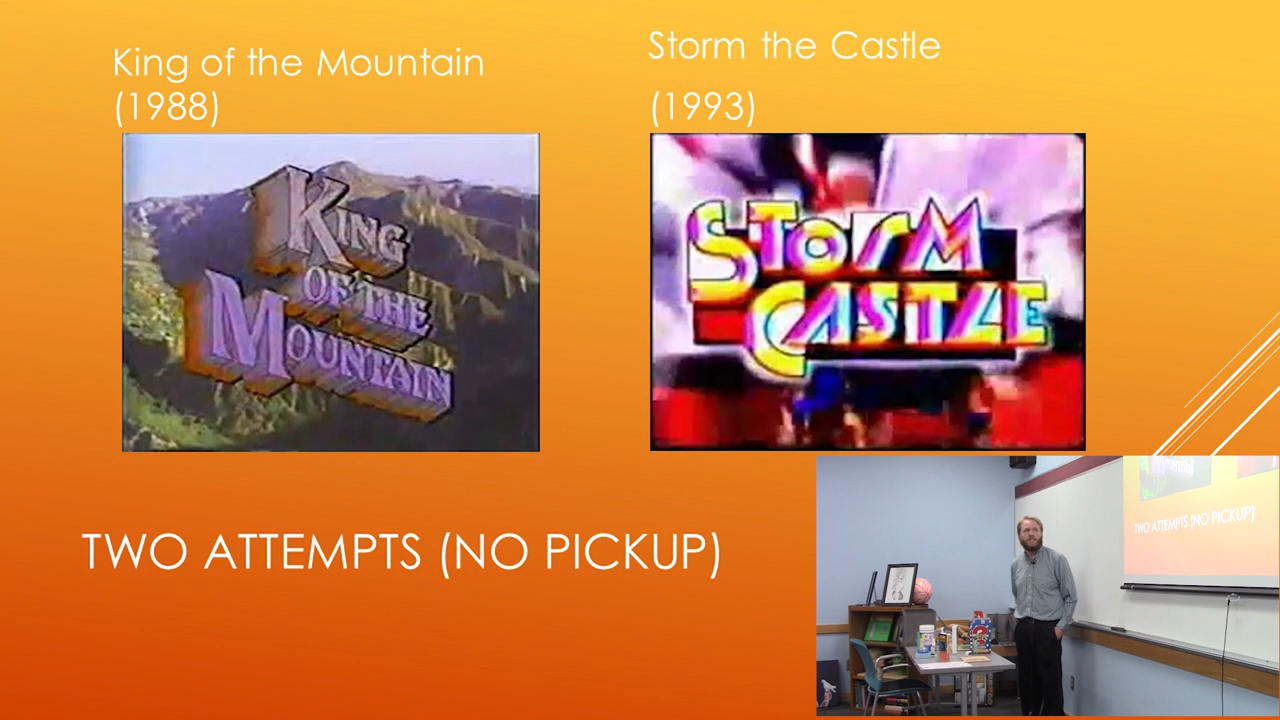 King of the Mountain
(1988)
Storm the Castle
(1993)
KING
OF THE
MOUNTAIN
STORM
CASTLE
TWO ATTEMPTS (NO PICKUP)
TWO ATTEMPTS (NO PICKUP)